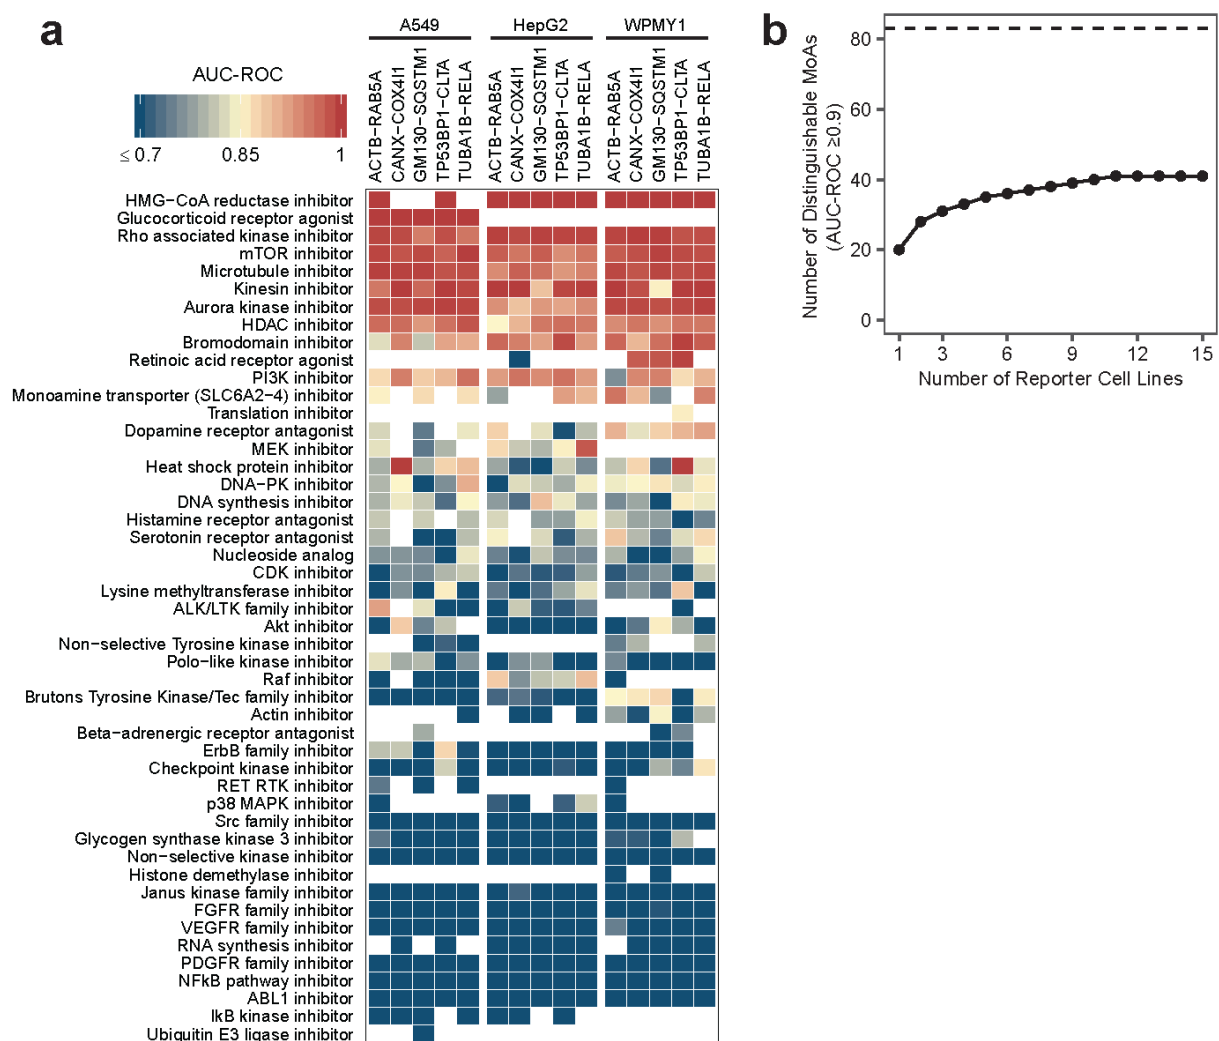 a
A549
HepG2
WPMY1
AUC-ROC
≤ 0.7
0.85
1
ACTB-RAB5A
CANX-COX4I1
GM130-SQSTM1
TP53BP1-CLTA
TUBA1B-RELA
ACTB-RAB5A
CANX-COX4I1
GM130-SQSTM1
TP53BP1-CLTA
TUBA1B-RELA
ACTB-RAB5A
CANX-COX4I1
GM130-SQSTM1
TP53BP1-CLTA
TUBA1B-RELA
HMG-CoA reductase inhibitor
Glucocorticoid receptor agonist
Rho associated kinase inhibitor
mTOR inhibitor
Microtubule inhibitor
Kinesin inhibitor
Aurora kinase inhibitor
HDAC inhibitor
Bromodomain inhibitor
Retinoic acid receptor agonist
PI3K inhibitor
Monoamine transporter (SLC6A2-4) inhibitor
Translation inhibitor
Dopamine receptor antagonist
MEK inhibitor
Heat shock protein inhibitor
DNA-PK inhibitor
DNA synthesis inhibitor
Histamine receptor antagonist
Serotonin receptor antagonist
Nucleoside analog
CDK inhibitor
Lysine methyltransferase inhibitor
ALK/LTK family inhibitor
Akt inhibitor
Non-selective Tyrosine kinase inhibitor
Polo-like kinase inhibitor
Raf inhibitor
Brutons Tyrosine Kinase/Tec family inhibitor
Actin inhibitor
Beta-adrenergic receptor antagonist
ErbB family inhibitor
Checkpoint kinase inhibitor
RET RTK inhibitor
p38 MAPK inhibitor
Src family inhibitor
Glycogen synthase kinase 3 inhibitor
Non-selective kinase inhibitor
Histone demethylase inhibitor
Janus kinase family inhibitor
FGFR family inhibitor
VEGFR family inhibitor
RNA synthesis inhibitor
PDGFR family inhibitor
NFkB pathway inhibitor
ABL1 inhibitor
IkB kinase inhibitor
Ubiquitin E3 ligase inhibitor
b
Number of Distinguishable MoAs
(AUC-ROC ≥0.9)
80
60
40
20
0
1
3
6
9
12
15
Number of Reporter Cell Lines